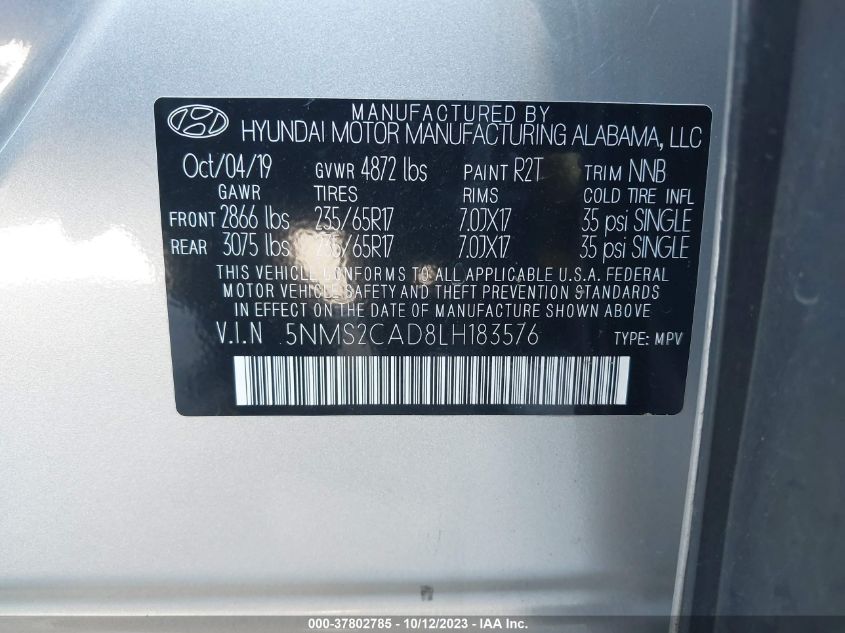 MANUFACTURED BY
HYUNDAI MOTOR MANUFACTURING ALABAMA, LLC
Oct/04/19 GVWR 4872 lbs PAINT R2T TRIM NNB
GAWR TIRES RIMS COLD TIRE INFL
FRONT 2866 lbs 235/65R17 7.0JX17 35 psi SINGLE
REAR 3075 lbs 235/65R17 7.0JX17 35 psi SINGLE
THIS VEHICLE CONFORMS TO ALL APPLICABLE U.S.A. FEDERAL
MOTOR VEHICLE SAFETY AND THEFT PREVENTION STANDARDS
IN EFFECT ON THE DATE OF MANUFACTURE SHOWN ABOVE
V.I.N 5NMS2CAD8LH183576 TYPE: MPV
000-37802785 - 10/12/2023 - IAA Inc.